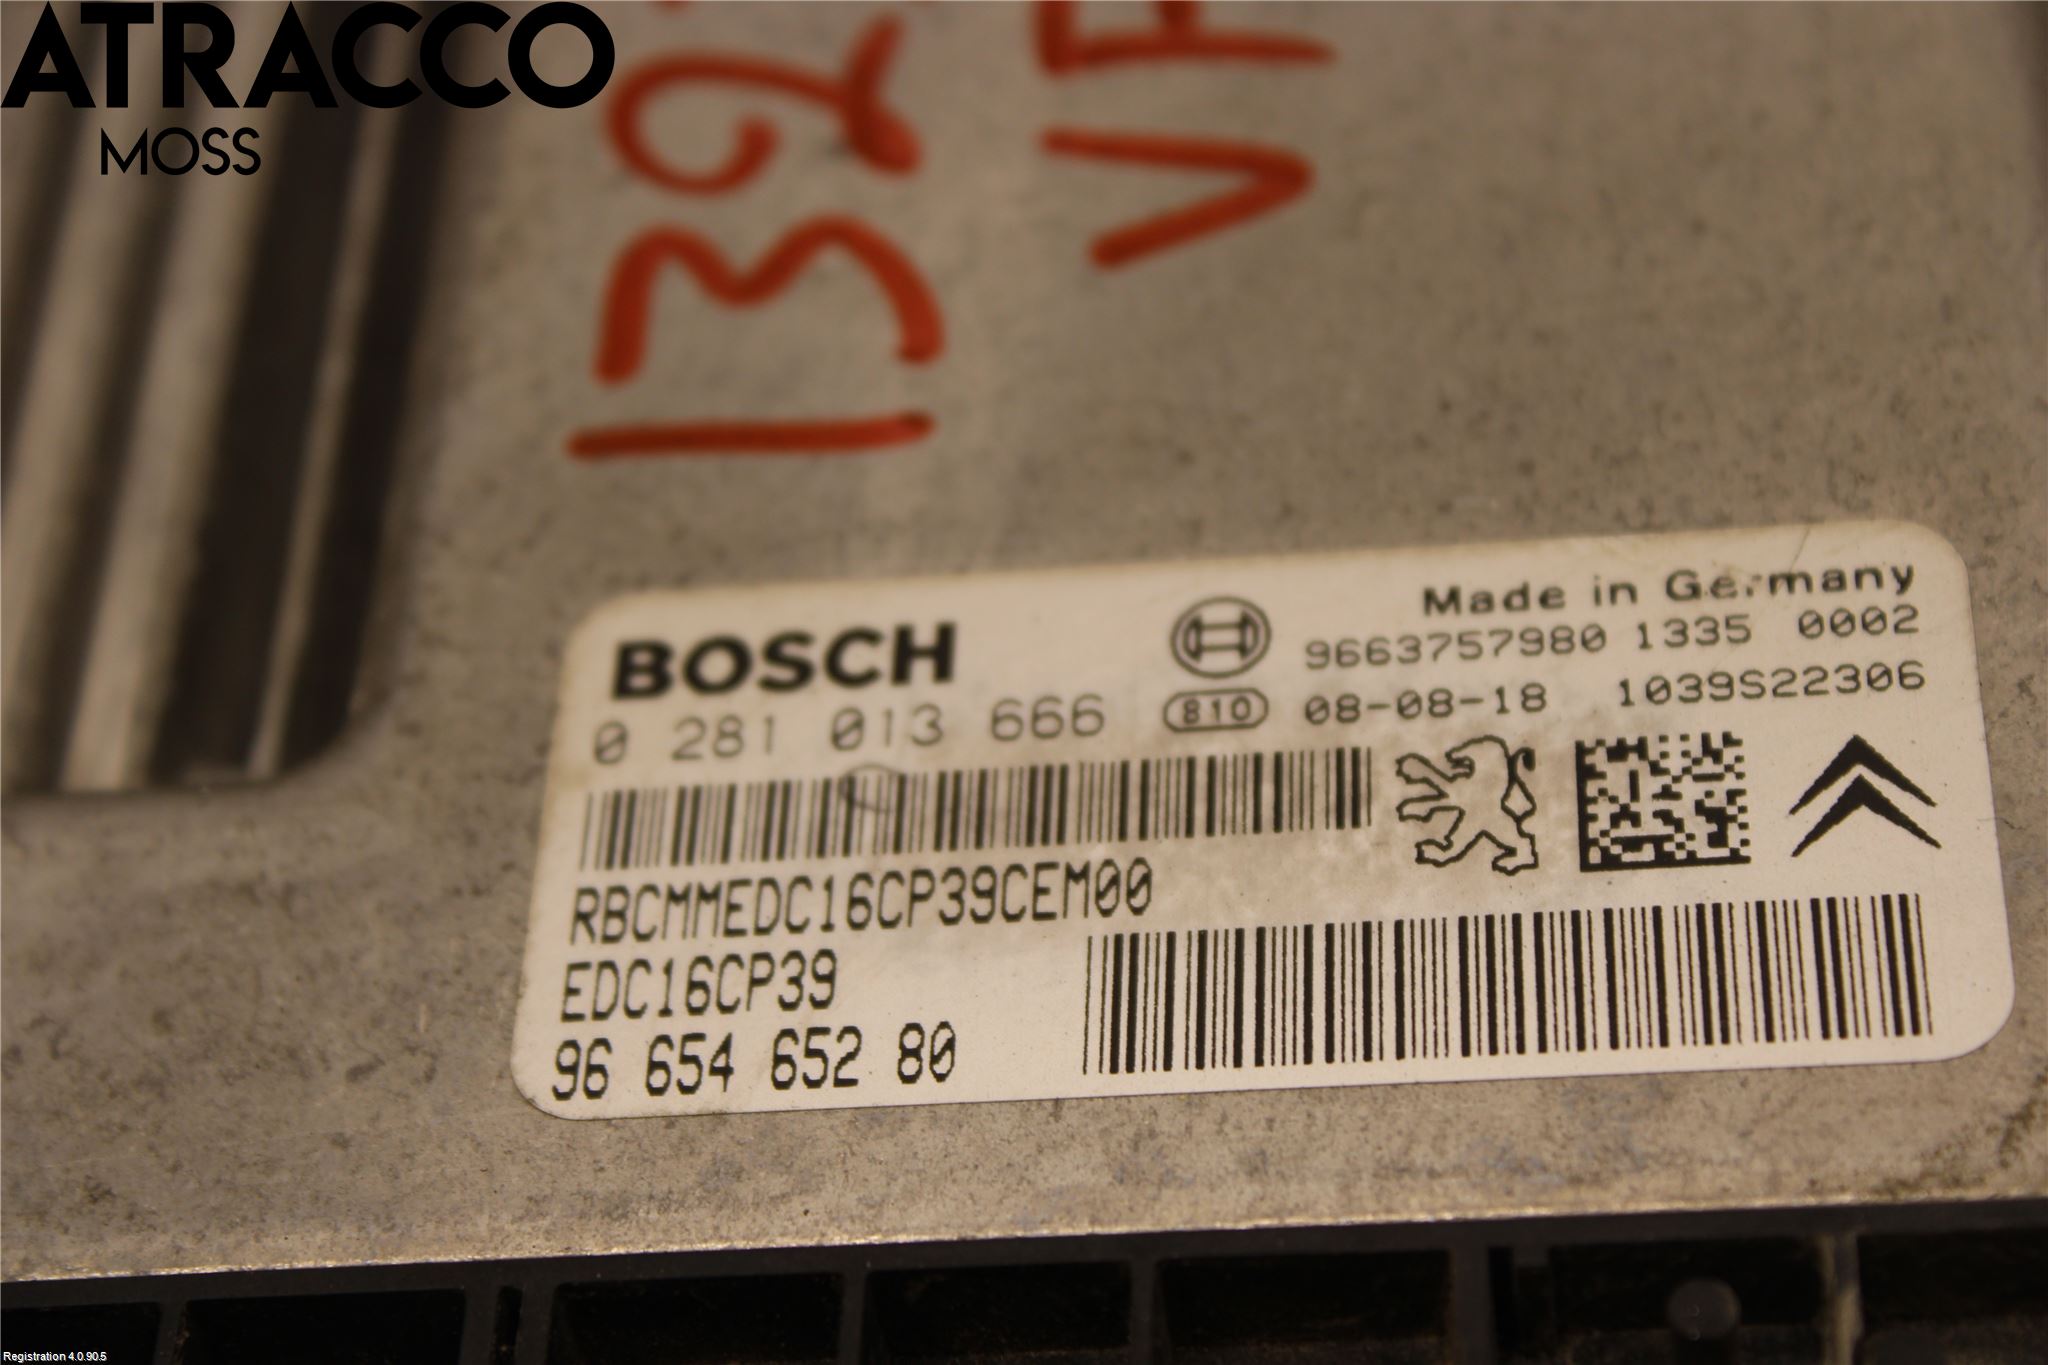 ATRACCO
MOSS
BOSCH
Made in Germany
9663757980 1335 0002
0 281 013 666
810
08-08-18 1039S22306
RBCMMEDC16CP39CEM00
EDC16CP39
96 654 652 80
Registration 4.0.90.5